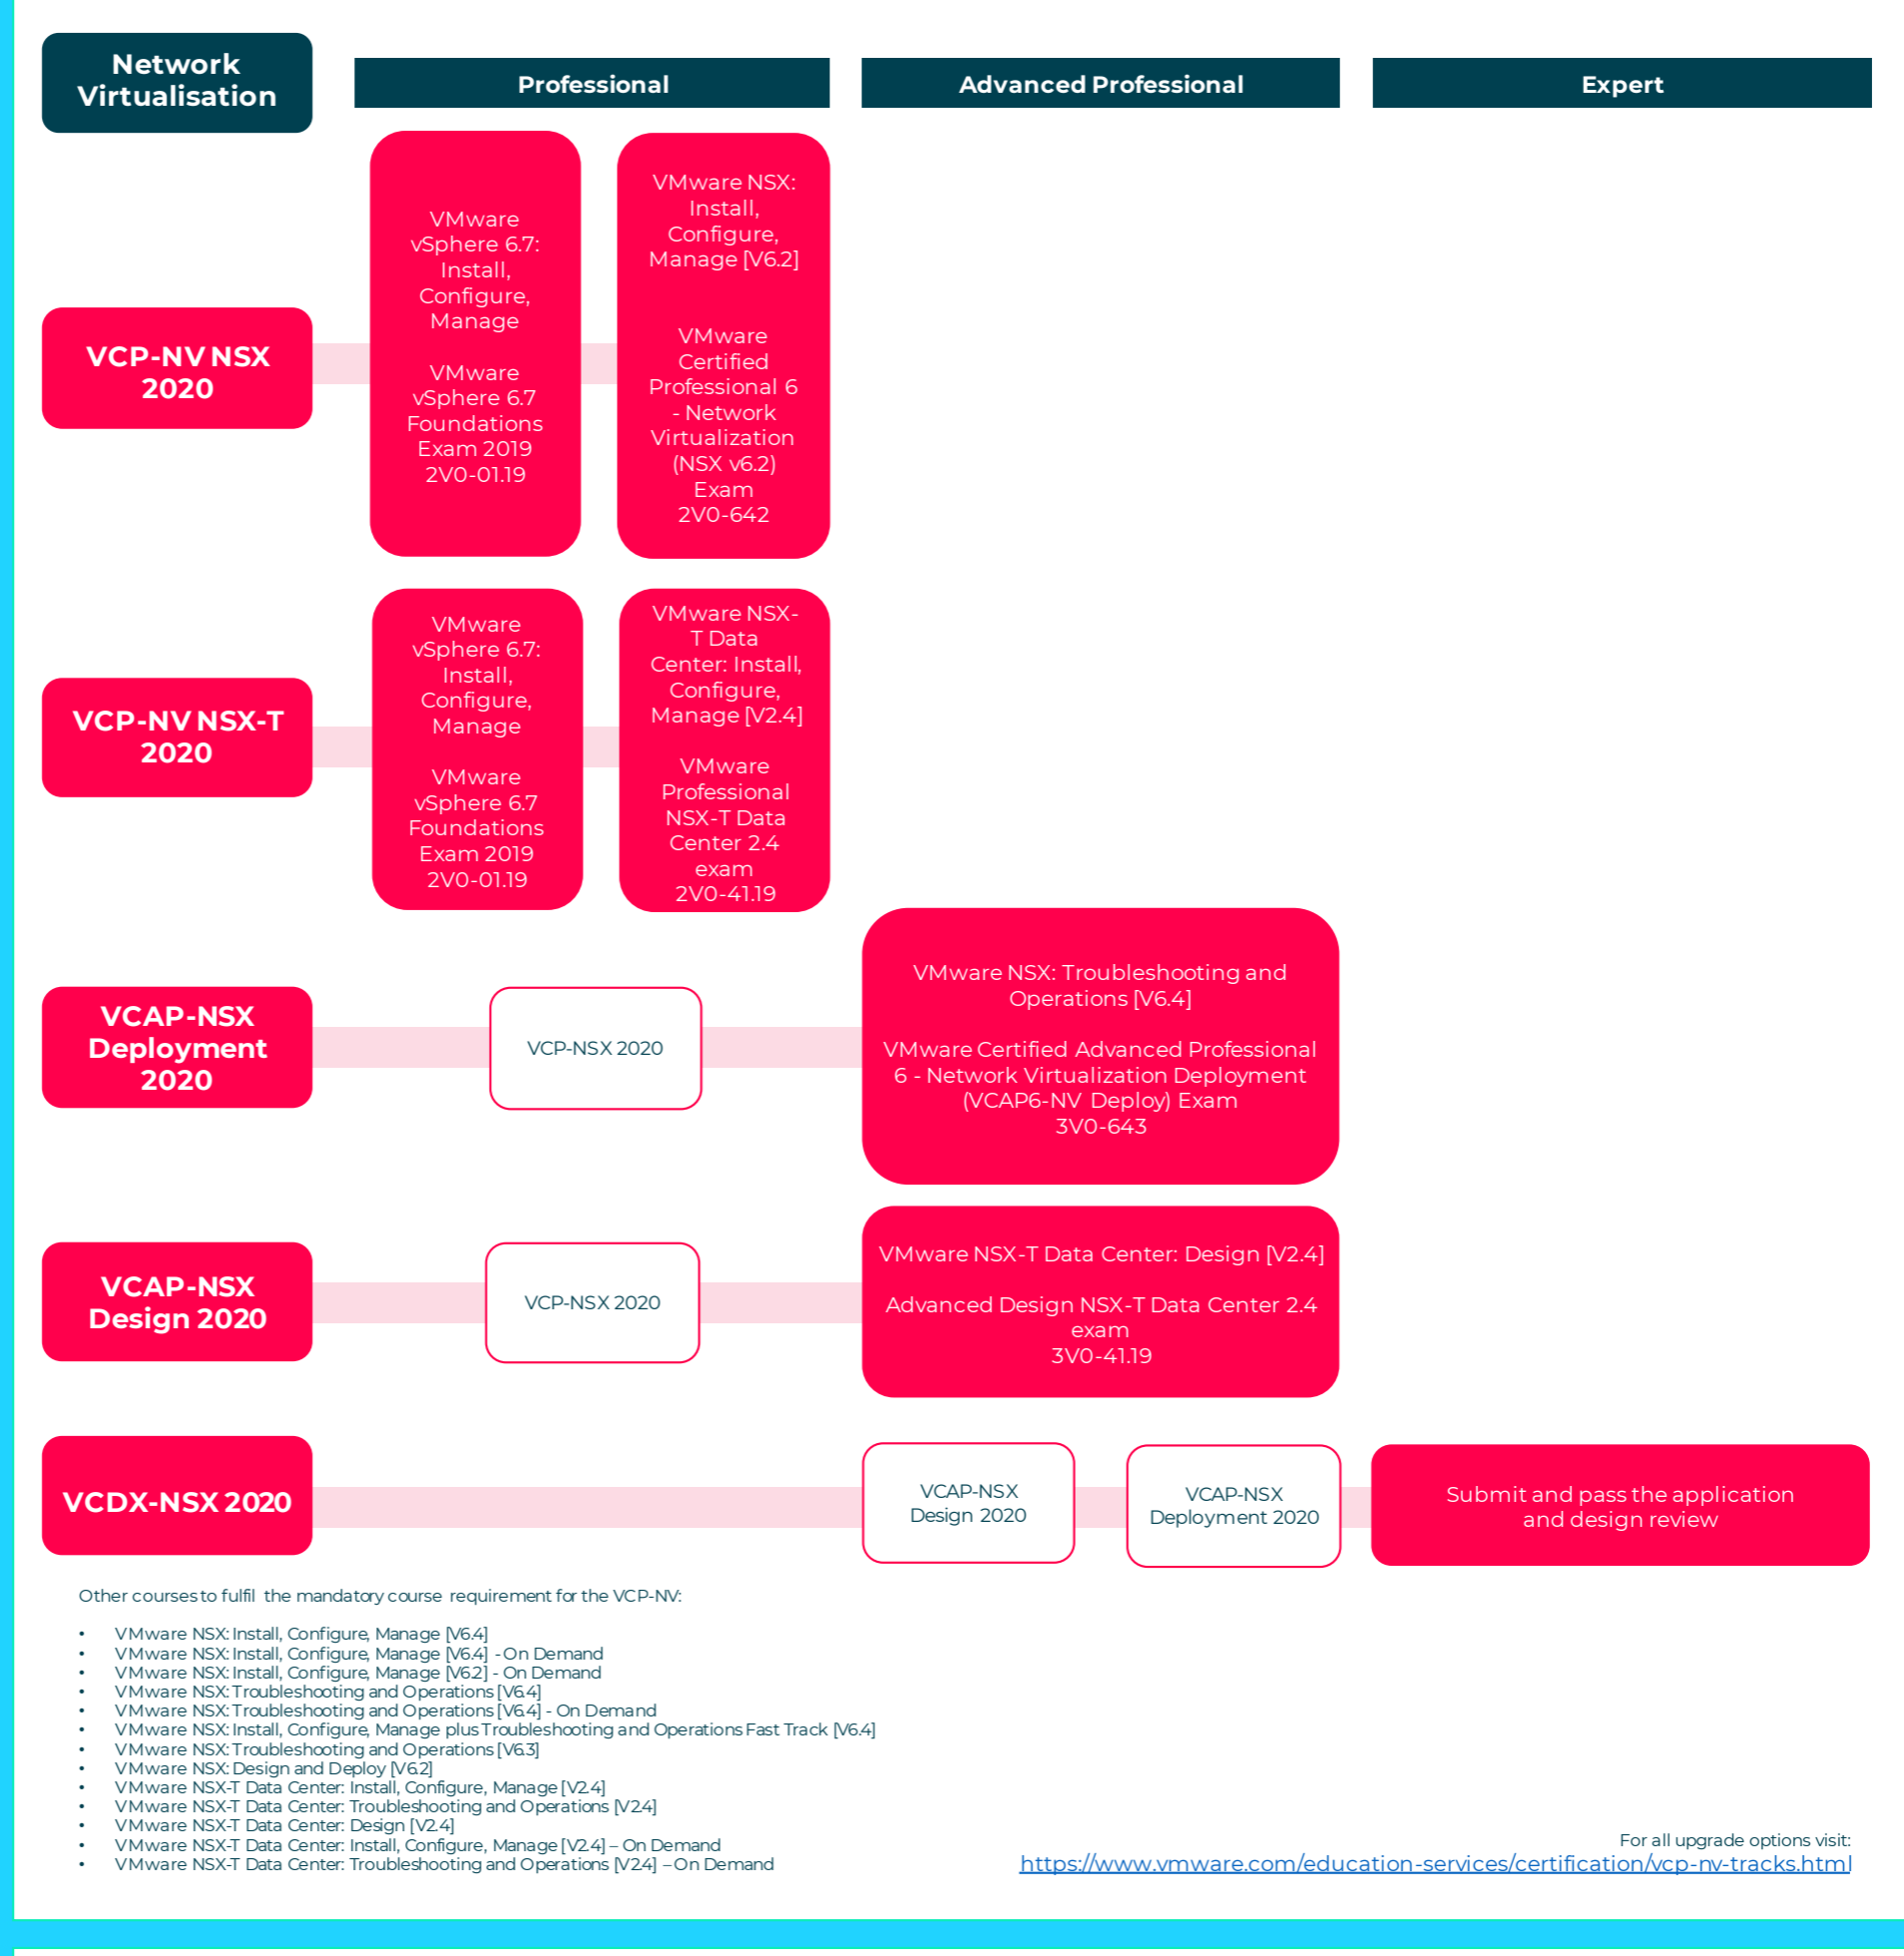 Network
Virtualisation
Professional
Advanced Professional
Expert
VCP-NV NSX
2020
VMware
vSphere 6.7:
Install,
Configure,
Manage
VMware
vSphere 6.7
Foundations
Exam 2019
2V0-01.19
VMware NSX:
Install,
Configure,
Manage [V6.2]
VMware
Certified
Professional 6
- Network
Virtualization
(NSX v6.2)
Exam
2V0-642
VCP-NV NSX-T
2020
VMware
vSphere 6.7:
Install,
Configure,
Manage
VMware
vSphere 6.7
Foundations
Exam 2019
2V0-01.19
VMware NSX-
T Data
Center: Install,
Configure,
Manage [V2.4]
VMware
Professional
NSX-T Data
Center 2.4
exam
2V0-41.19
VCAP-NSX
Deployment
2020
VCP-NSX 2020
VMware NSX: Troubleshooting and
Operations [V6.4]
VMware Certified Advanced Professional
6 - Network Virtualization Deployment
(VCAP6-NV Deploy) Exam
3V0-643
VCAP-NSX
Design 2020
VCP-NSX 2020
VMware NSX-T Data Center: Design [V2.4]
Advanced Design NSX-T Data Center 2.4
exam
3V0-41.19
VCDX-NSX 2020
VCAP-NSX
Design 2020
VCAP-NSX
Deployment 2020
Submit and pass the application
and design review
Other courses to fulfil the mandatory course requirement for the VCP-NV:
• VMware NSX: Install, Configure, Manage [V6.4]
• VMware NSX: Install, Configure, Manage [V6.4] - On Demand
• VMware NSX: Install, Configure, Manage [V6.2] - On Demand
• VMware NSX: Troubleshooting and Operations [V6.4]
• VMware NSX: Troubleshooting and Operations [V6.4] - On Demand
• VMware NSX: Install, Configure, Manage plus Troubleshooting and Operations Fast Track [V6.4]
• VMware NSX: Troubleshooting and Operations [V6.3]
• VMware NSX: Design and Deploy [V6.2]
• VMware NSX-T Data Center: Install, Configure, Manage [V2.4]
• VMware NSX-T Data Center: Troubleshooting and Operations [V2.4]
• VMware NSX-T Data Center: Design [V2.4]
• VMware NSX-T Data Center: Install, Configure, Manage [V2.4] – On Demand
• VMware NSX-T Data Center: Troubleshooting and Operations [V2.4] – On Demand
For all upgrade options visit:
https://www.vmware.com/education-services/certification/vcp-nv-tracks.html